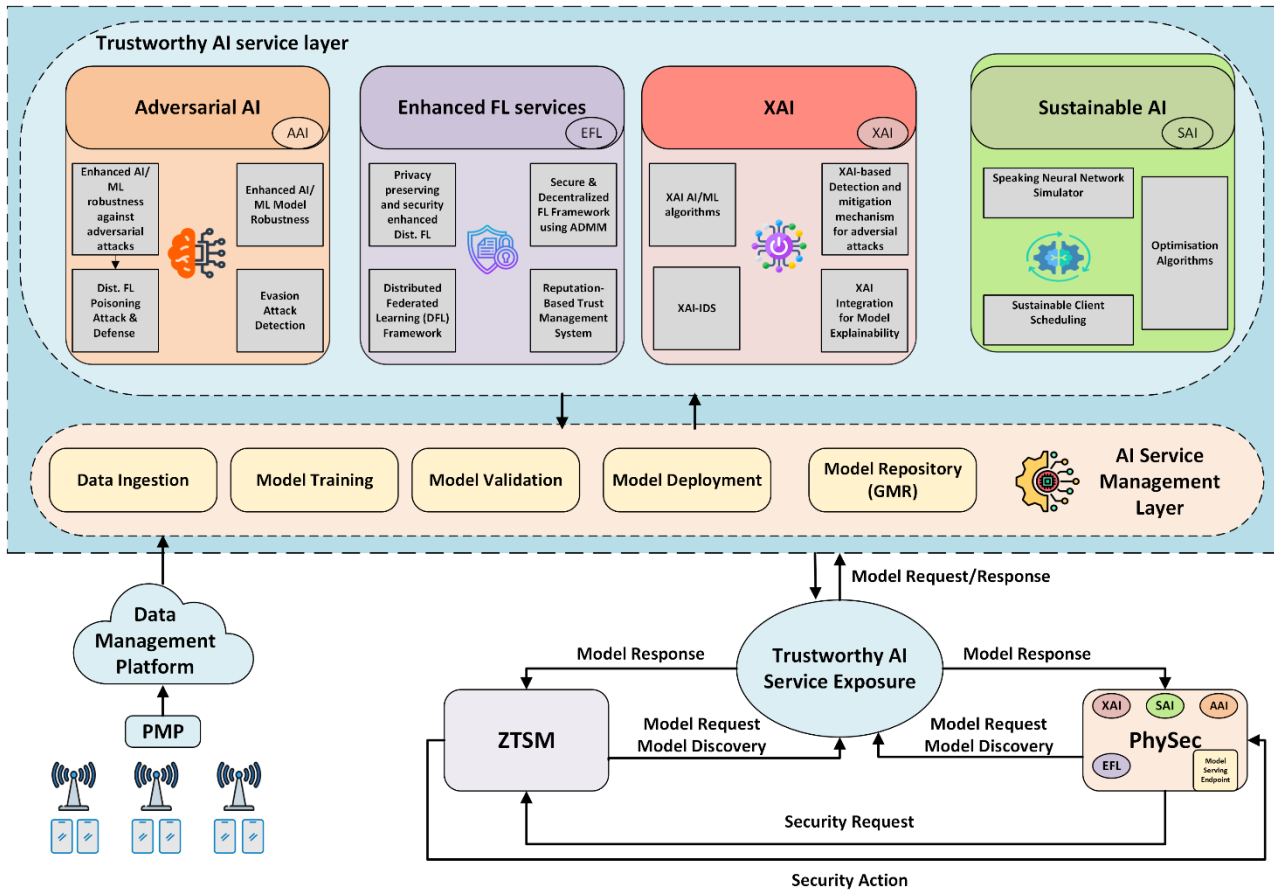 Trustworthy AI service layer
Adversarial AI
AAI
Enhanced AI/
ML
robustness
against
adversarial
attacks
Enhanced AI/
ML Model
Robustness
Dist. FL
Poisoning
Attack &
Defense
Evasion
Attack
Detection
Enhanced FL services
EFL
Privacy
preserving
and security
enhanced
Dist. FL
Secure &
Decentralized
FL Framework
using ADMM
Distributed
Federated
Learning (DFL)
Framework
Reputation-
Based Trust
Management
System
XAI
XAI
XAI AI/ML
algorithms
XAI-based
Detection and
mitigation
mechanism
for adversial
attacks
XAI-IDS
XAI
Integration
for Model
Explainability
Sustainable AI
SAI
Speaking Neural Network
Simulator
Optimisation
Algorithms
Sustainable Client
Scheduling
Data Ingestion
Model Training
Model Validation
Model Deployment
Model Repository
(GMR)
AI Service
Management
Layer
Data
Management
Platform
PMP
Model Request/Response
Trustworthy AI
Service Exposure
Model Response
Model Response
ZTSM
Model Request
Model Discovery
Model Request
Model Discovery
XAI
SAI
AAI
PhySec
EFL
Model
Serving
Endpoint
Security Request
Security Action